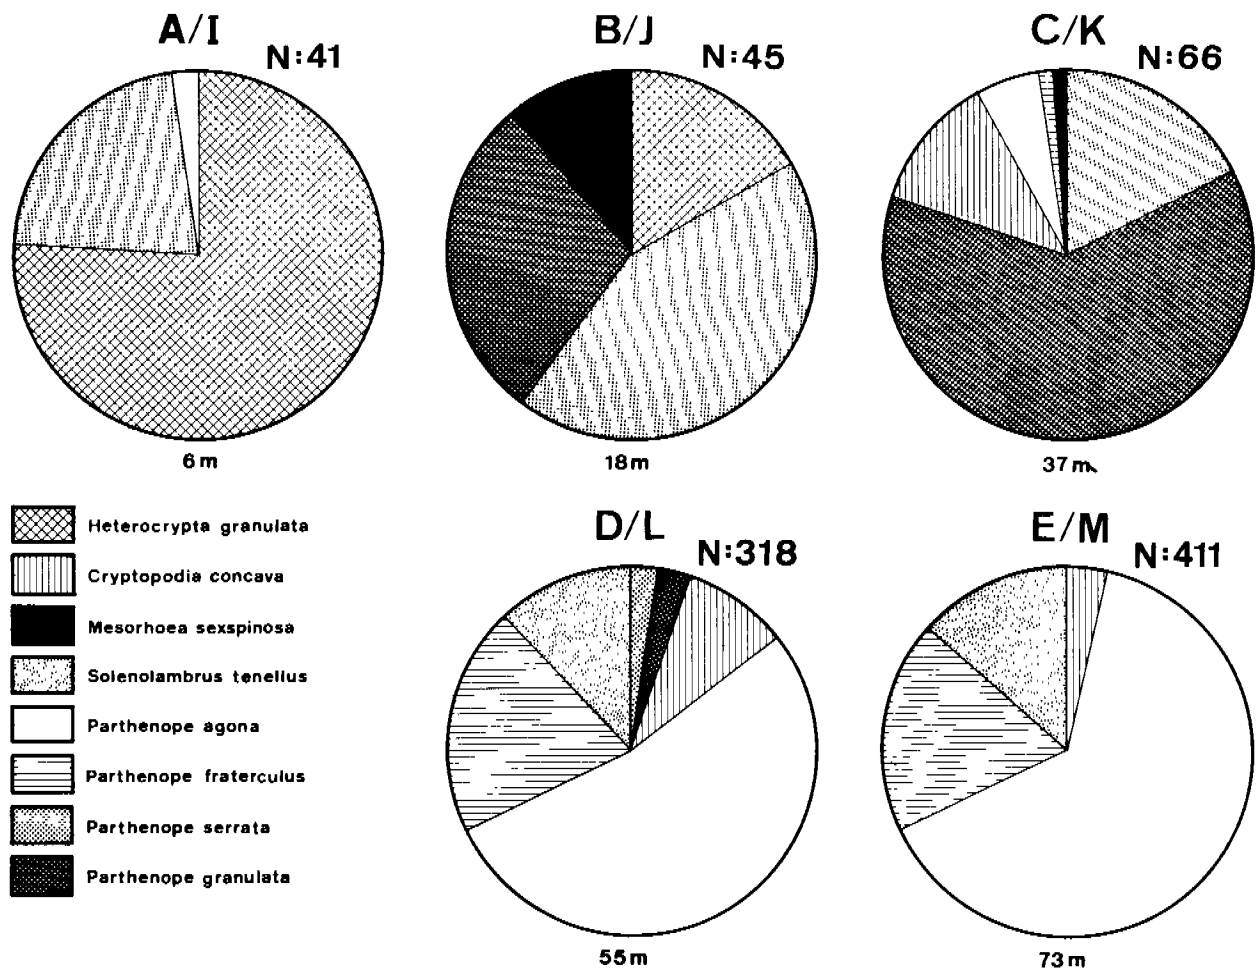 A/I
N:41
6m
B/J
N:45
18m
C/K
N:66
37m
Heterocrypta granulata
Cryptopodia concava
Mesorhoea sexspinosa
Solenolambrus tenellus
Parthenope agona
Parthenope fraterculus
Parthenope serrata
Parthenope granulata
D/L
N:318
55m
E/M
N:411
73m